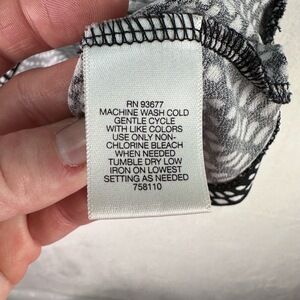 RN 93677
MACHINE WASH COLD
GENTLE CYCLE
WITH LIKE COLORS
USE ONLY NON-
CHLORINE BLEACH
WHEN NEEDED
TUMBLE DRY LOW
IRON ON LOWEST
SETTING AS NEEDED
758110